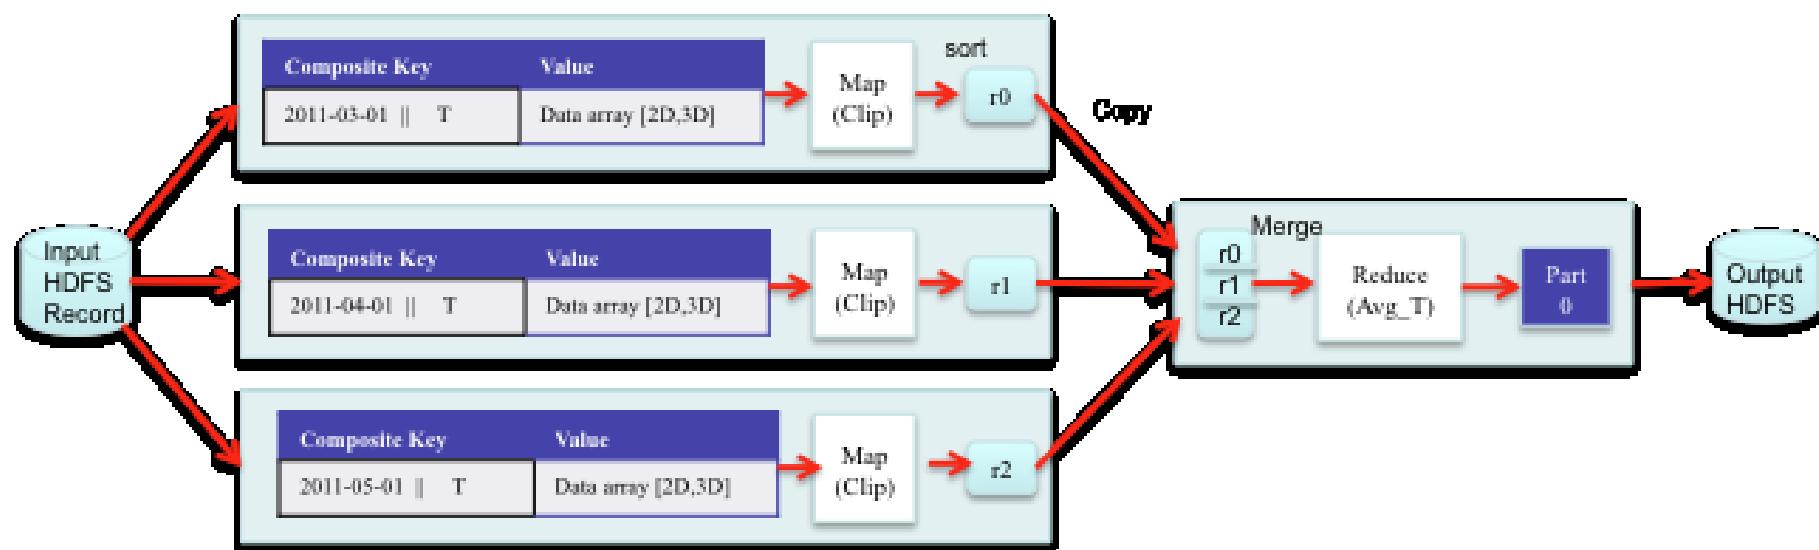 Input
HDFS
Record
Composite Key Value
2011-03-01 || T Data array [2D,3D]
Map
(Clip)
sort
r0
Copy
Composite Key Value
2011-04-01 || T Data array [2D,3D]
Map
(Clip)
r1
Composite Key Value
2011-05-01 || T Data array [2D,3D]
Map
(Clip)
r2
Merge
r0
r1
r2
Reduce
(Avg_T)
Part
0
Output
HDFS